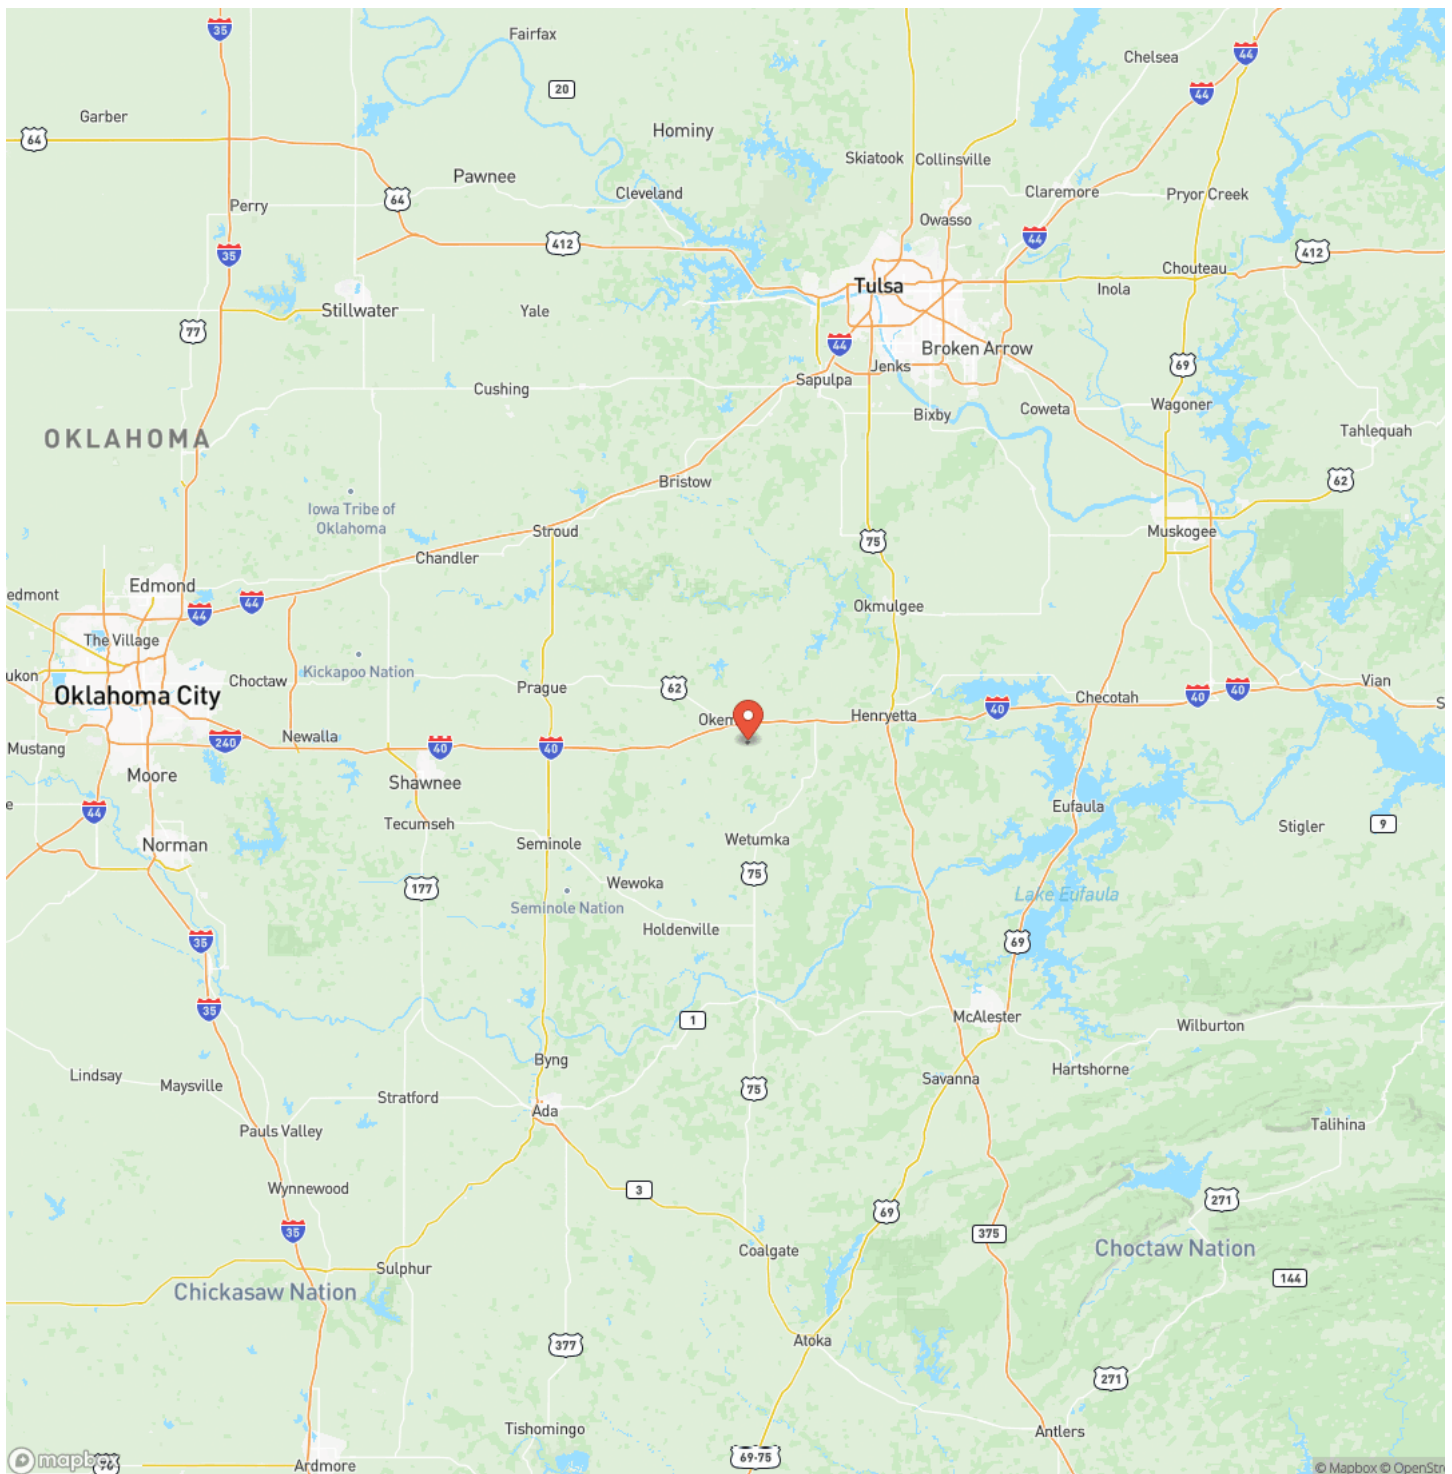 35
Fairfax
Chelsea
44
20
44
Garber
64
Hominy
Skiatook
Collinsville
Pawnee
Cleveland
Claremore
Pryor Creek
64
Perry
Owasso
44
412
35
412
Chouteau
Tulsa
Inola
Stillwater
Yale
77
44
Broken Arrow
Jenks
69
Sapulpa
Cushing
Bixby
Coweta
Wagoner
OKLAHOMA
Tahlequah
Bristow
62
Iowa Tribe of
Oklahoma
Stroud
Muskogee
75
Chandler
Edmond
edmont
44
44
Okmulgee
The Village
Kickapoo Nation
ukon
Choctaw
Prague
62
Vian
Oklahoma City
40
40
Checotah
40
S
Okem
Henryetta
Newalla
240
40
40
Mustang
Moore
Shawnee
e
44
Eufaula
Tecumseh
Stigler
9
Norman
Seminole
Wetumka
75
177
Wewoka
Lake Eufaula
Seminole Nation
Holdenville
35
69
35
McAlester
1
Wilburton
Byng
Hartshorne
Lindsay
Maysville
Savanna
75
Stratford
Ada
Talihina
Pauls Valley
Wynnewood
3
271
69
35
375
Coalgate
Choctaw Nation
Sulphur
144
Chickasaw Nation
Atoka
377
271
Tishomingo
Antlers
69-75
mapbox
Ardmore
© Mapbox © OpenStr